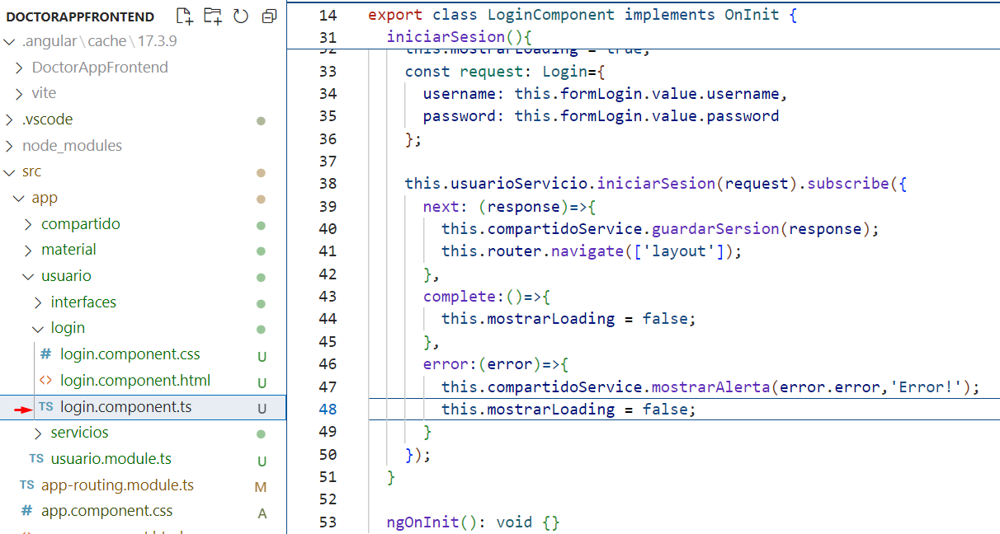 DOCTORAPPFRONTEND
.angular\cache\17.3.9
DoctorAppFrontend
vite
.vscode
node_modules
src
app
compartido
material
usuario
interfaces
login
# login.component.css U
<> login.component.html U
TS login.component.ts U
servicios
TS usuario.module.ts U
TS app-routing.module.ts M
# app.component.css A
14 export class LoginComponent implements OnInit {
31 iniciarSesion(){
32 this.mostrarLoading = true;
33 const request: Login={
34 username: this.formLogin.value.username,
35 password: this.formLogin.value.password
36 };
37
38 this.usuarioServicio.iniciarSesion(request).subscribe({
39 next: (response)=>{
40 this.compartidoService.guardarSersion(response);
41 this.router.navigate(['layout']);
42 },
43 complete:()=>{
44 this.mostrarLoading = false;
45 },
46 error:(error)=>{
47 this.compartidoService.mostrarAlerta(error.error,'Error!');
48 this.mostrarLoading = false;
49 }
50 });
51 }
52
53 ngOnInit(): void {}